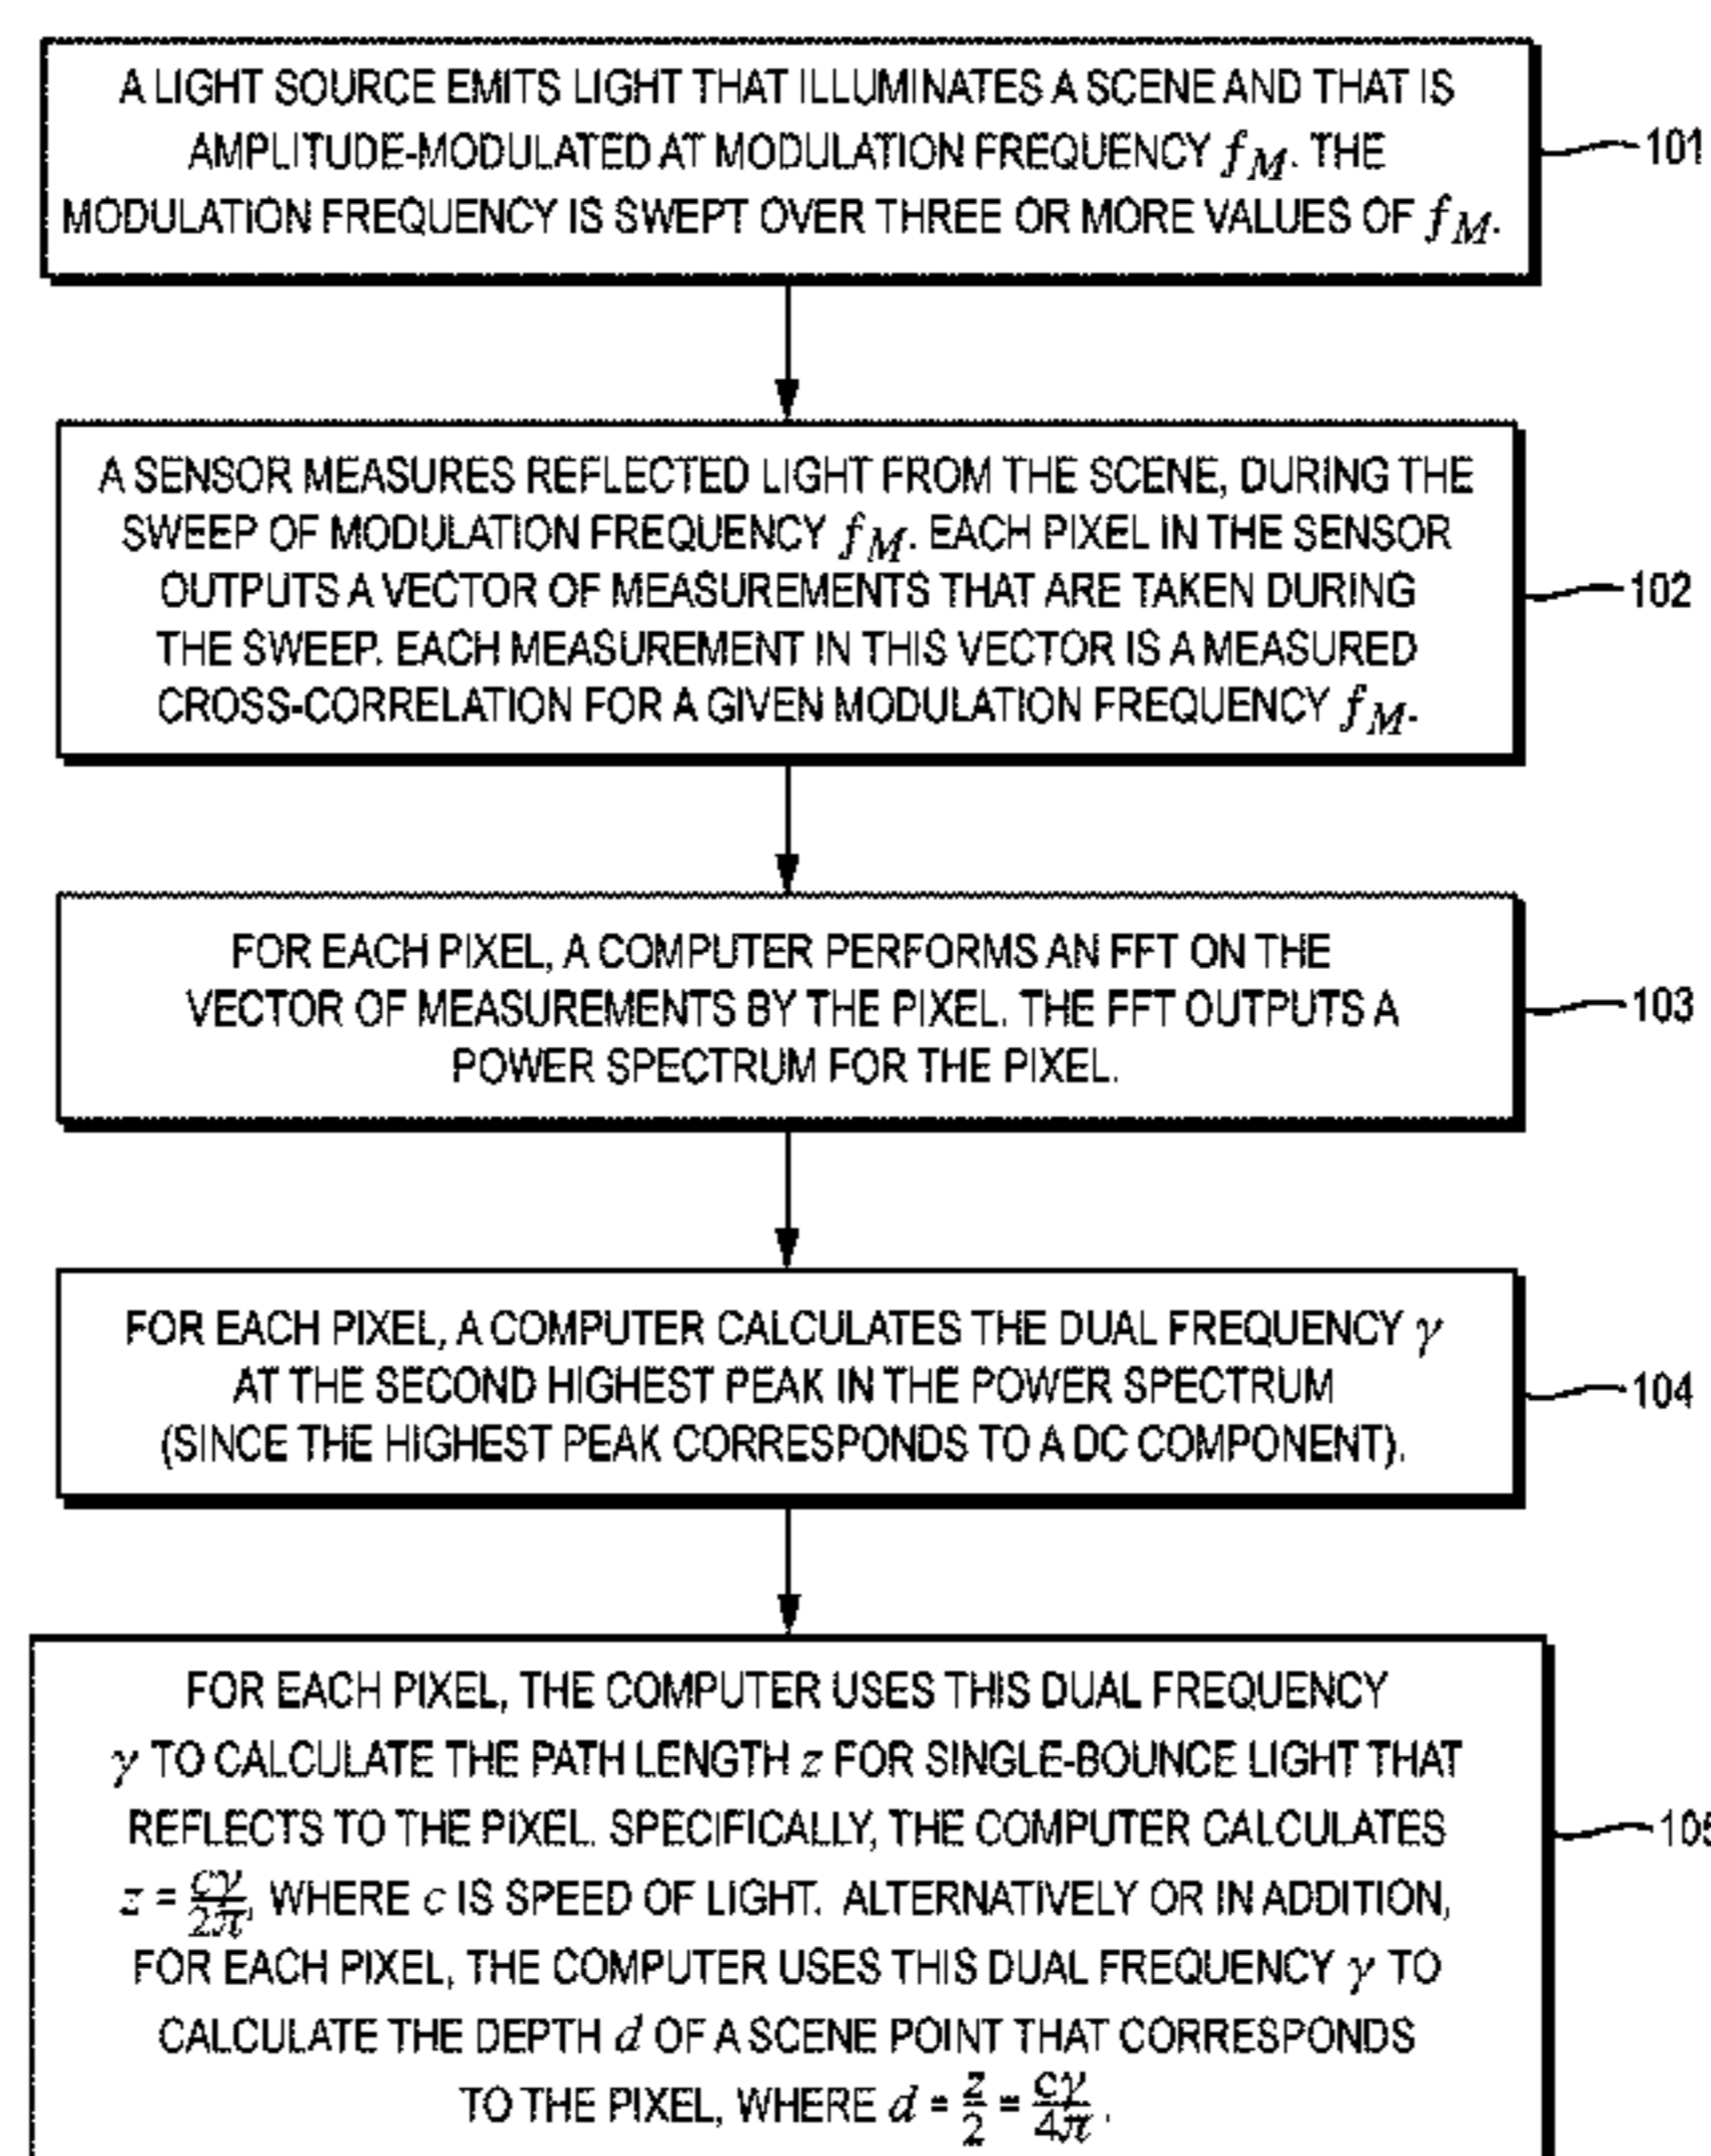 A LIGHT SOURCE EMITS LIGHT THAT ILLUMINATES A SCENE AND THAT IS
AMPLITUDE-MODULATED AT MODULATION FREQUENCY f_M. THE
MODULATION FREQUENCY IS SWEPT OVER THREE OR MORE VALUES OF f_M.
101
A SENSOR MEASURES REFLECTED LIGHT FROM THE SCENE, DURING THE
SWEEP OF MODULATION FREQUENCY f_M. EACH PIXEL IN THE SENSOR
OUTPUTS A VECTOR OF MEASUREMENTS THAT ARE TAKEN DURING
THE SWEEP. EACH MEASUREMENT IN THIS VECTOR IS A MEASURED
CROSS-CORRELATION FOR A GIVEN MODULATION FREQUENCY f_M.
102
FOR EACH PIXEL, A COMPUTER PERFORMS AN FFT ON THE
VECTOR OF MEASUREMENTS BY THE PIXEL. THE FFT OUTPUTS A
POWER SPECTRUM FOR THE PIXEL.
103
FOR EACH PIXEL, A COMPUTER CALCULATES THE DUAL FREQUENCY γ
AT THE SECOND HIGHEST PEAK IN THE POWER SPECTRUM
(SINCE THE HIGHEST PEAK CORRESPONDS TO A DC COMPONENT).
104
FOR EACH PIXEL, THE COMPUTER USES THIS DUAL FREQUENCY
γ TO CALCULATE THE PATH LENGTH z FOR SINGLE-BOUNCE LIGHT THAT
REFLECTS TO THE PIXEL. SPECIFICALLY, THE COMPUTER CALCULATES
z = cγ/2π, WHERE c IS SPEED OF LIGHT. ALTERNATIVELY OR IN ADDITION,
FOR EACH PIXEL, THE COMPUTER USES THIS DUAL FREQUENCY γ TO
CALCULATE THE DEPTH d OF A SCENE POINT THAT CORRESPONDS
TO THE PIXEL, WHERE d = z/2 = cγ/4π.
105